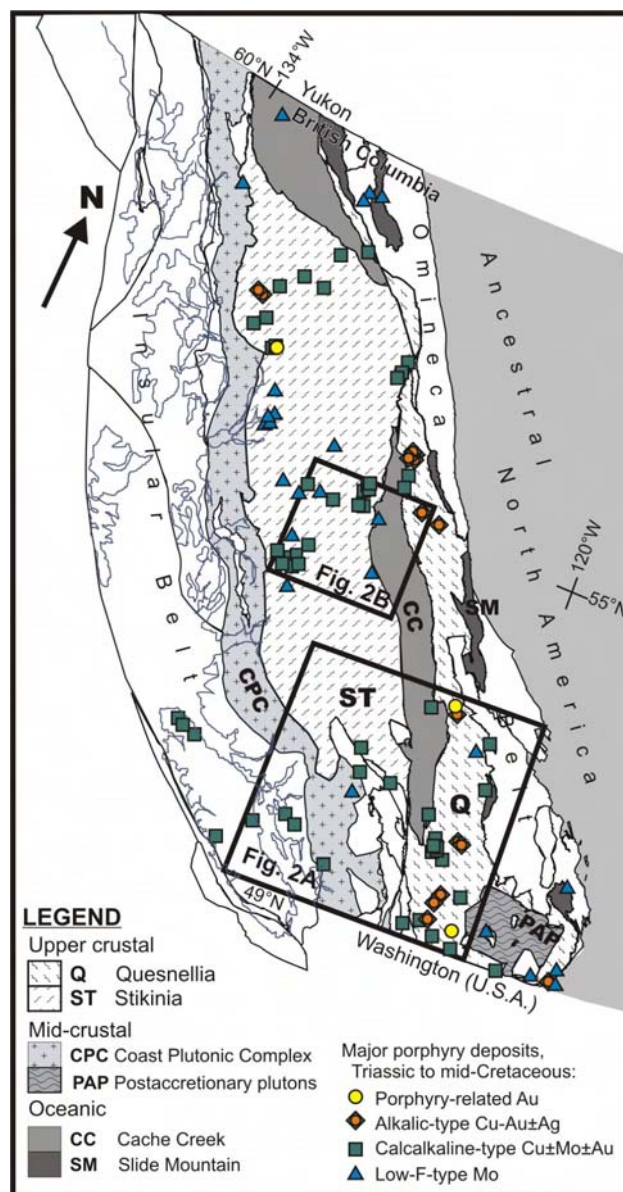 60°N
134°W
Yukon
British Columbia
N
Insular Belt
Omineca Belt
Ancestral North America
120°W
55°N
Fig. 2B
SM
CC
CPC
ST
Q
Fig. 2A
49°N
PAP
Washington (U.S.A.)
LEGEND
Upper crustal
Q Quesnellia
ST Stikinia
Mid-crustal
CPC Coast Plutonic Complex
PAP Postaccretionary plutons
Oceanic
CC Cache Creek
SM Slide Mountain
Major porphyry deposits,
Triassic to mid-Cretaceous:
Porphyry-related Au
Alkalic-type Cu-Au±Ag
Calcalkaline-type Cu±Mo±Au
Low-F-type Mo